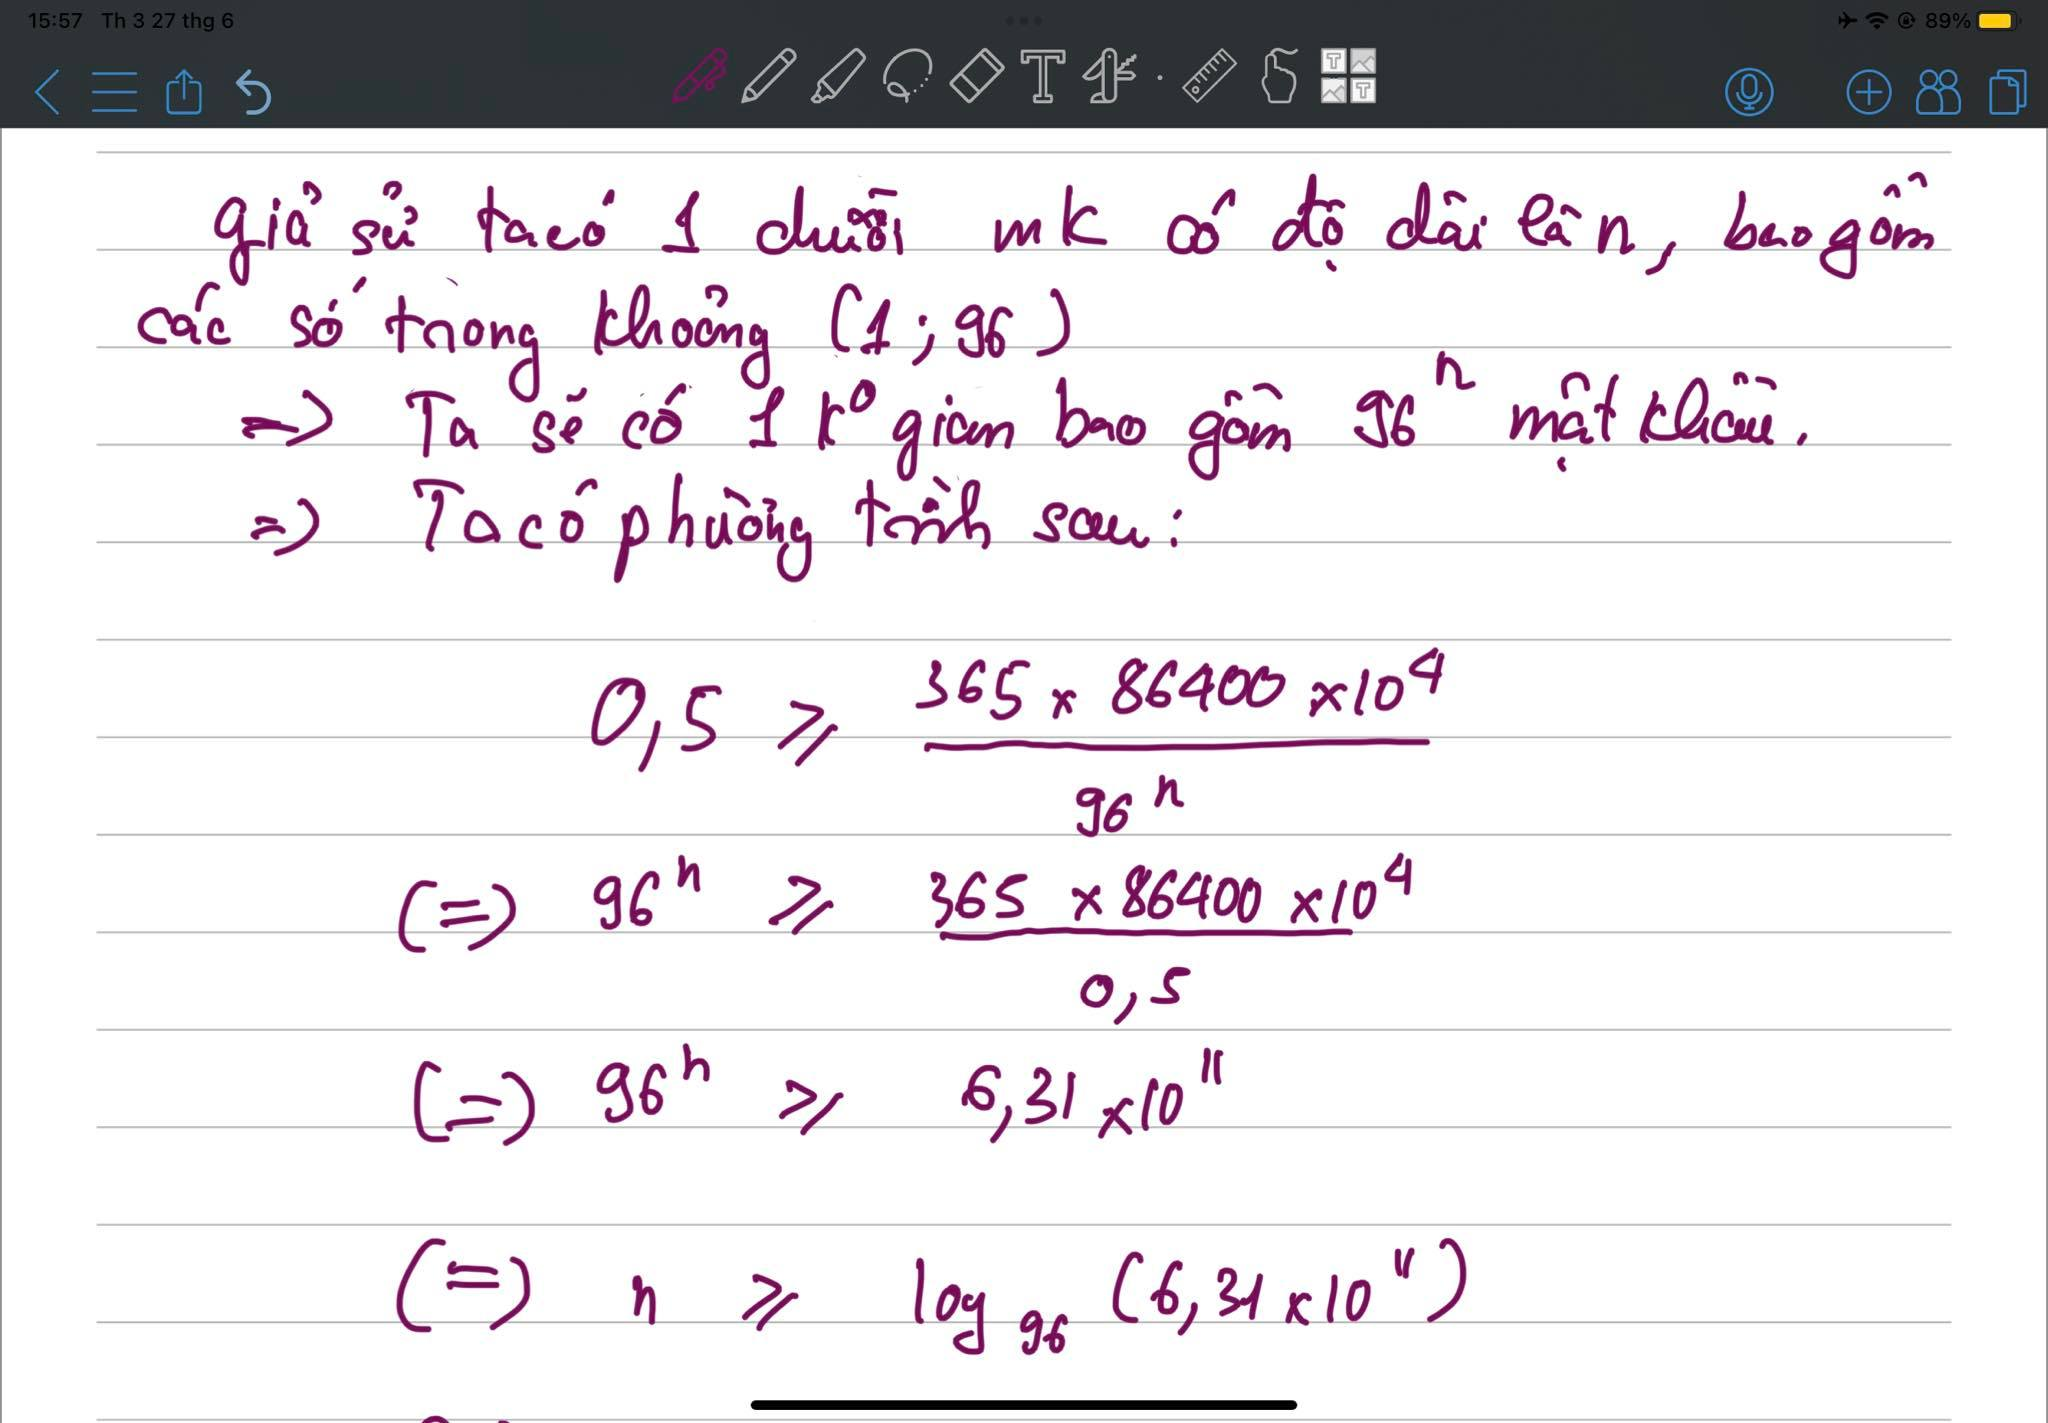 15:57 Th 3 27 thg 6 89%
giả sử ta có 1 chuỗi mk có độ dài là n, bao gồm
các số trong khoảng (1; 96)
=> Ta sẽ có 1 k° gian bao gồm 96^n mật khẩu.
=> Ta có phương trình sau:
0,5 ⩾ (365 × 86400 × 10^4) / 96^n
(=) 96^n ⩾ (365 × 86400 × 10^4) / 0,5
(=) 96^n ⩾ 6,31 × 10^11
(=) n ⩾ log_96 (6,31 × 10^11)